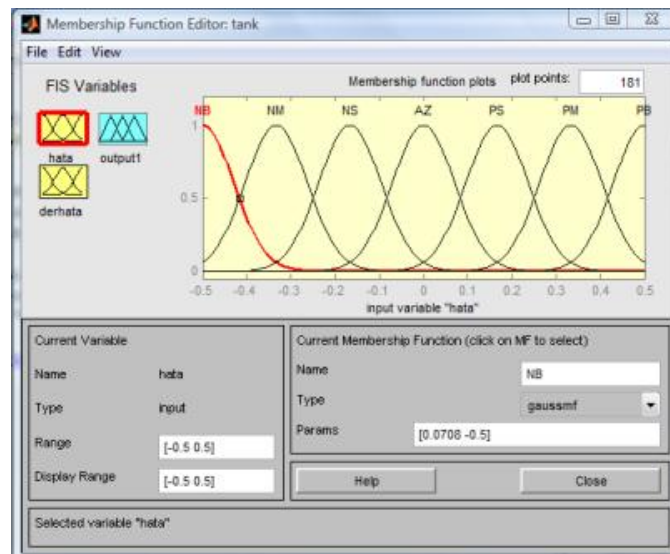 Membership Function Editor: tank
File Edit View
FIS Variables
hata
output1
derhata
Membership function plots
plot points:
181
NB NM NS AZ PS PM PB
1
0.5
0
-0.5 -0.4 -0.3 -0.2 -0.1 0 0.1 0.2 0.3 0.4 0.5
input variable "hata"
Current Variable
Name hata
Type input
Range [-0.5 0.5]
Display Range [-0.5 0.5]
Current Membership Function (click on MF to select)
Name NB
Type gaussmf
Params [0.0708 -0.5]
Help Close
Selected variable "hata"